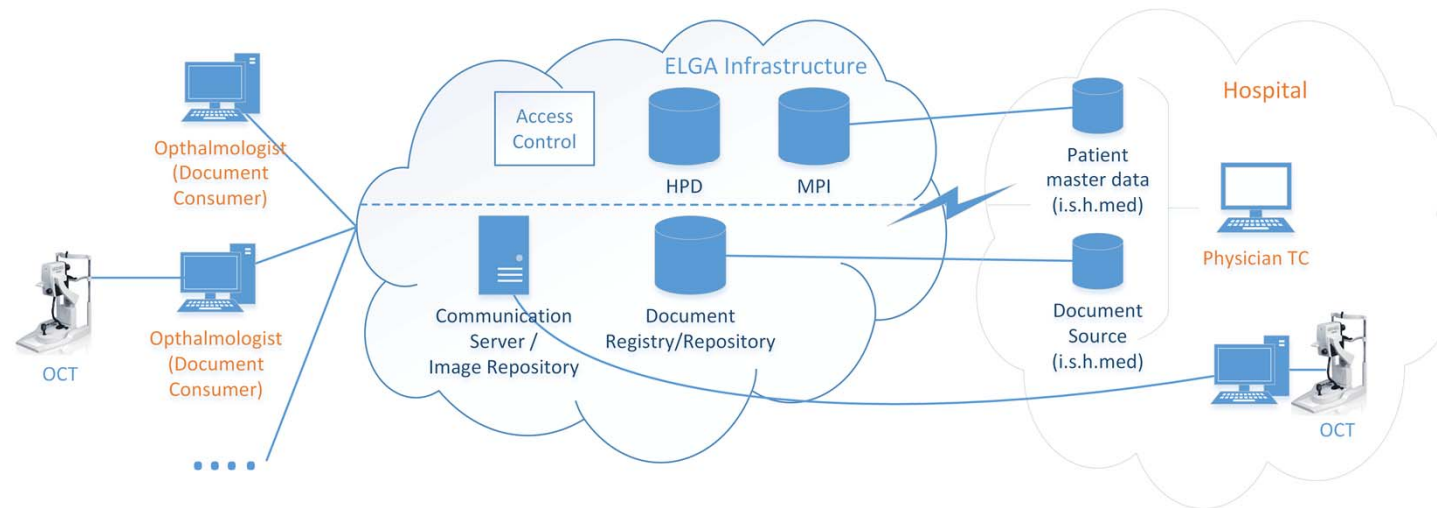 ELGA Infrastructure
Access
Control
HPD
MPI
Communication
Server /
Image Repository
Document
Registry/Repository
Opthalmologist
(Document
Consumer)
Opthalmologist
(Document
Consumer)
OCT
Hospital
Patient
master data
(i.s.h.med)
Physician TC
Document
Source
(i.s.h.med)
OCT